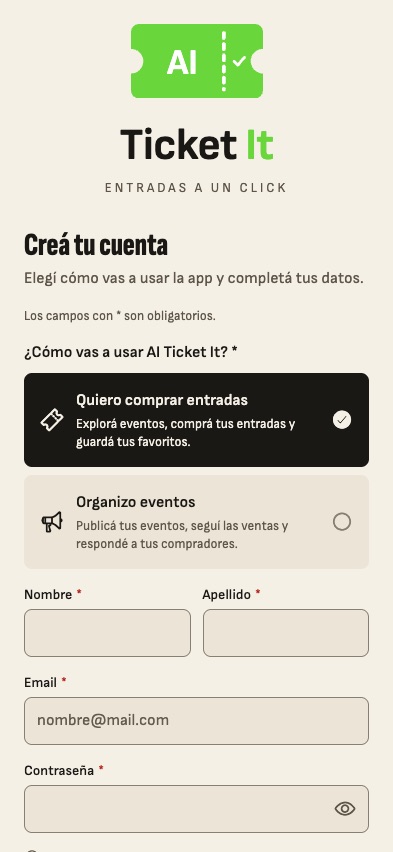 AI
Ticket It
ENTRADAS A UN CLICK
Creá tu cuenta
Elegí cómo vas a usar la app y completá tus datos.
Los campos con * son obligatorios.
¿Cómo vas a usar AI Ticket It? *
Quiero comprar entradas
Explorá eventos, comprá tus entradas y
guardá tus favoritos.
Organizo eventos
Publicá tus eventos, seguí las ventas y
respondé a tus compradores.
Nombre * Apellido *
Email *
nombre@mail.com
Contraseña *